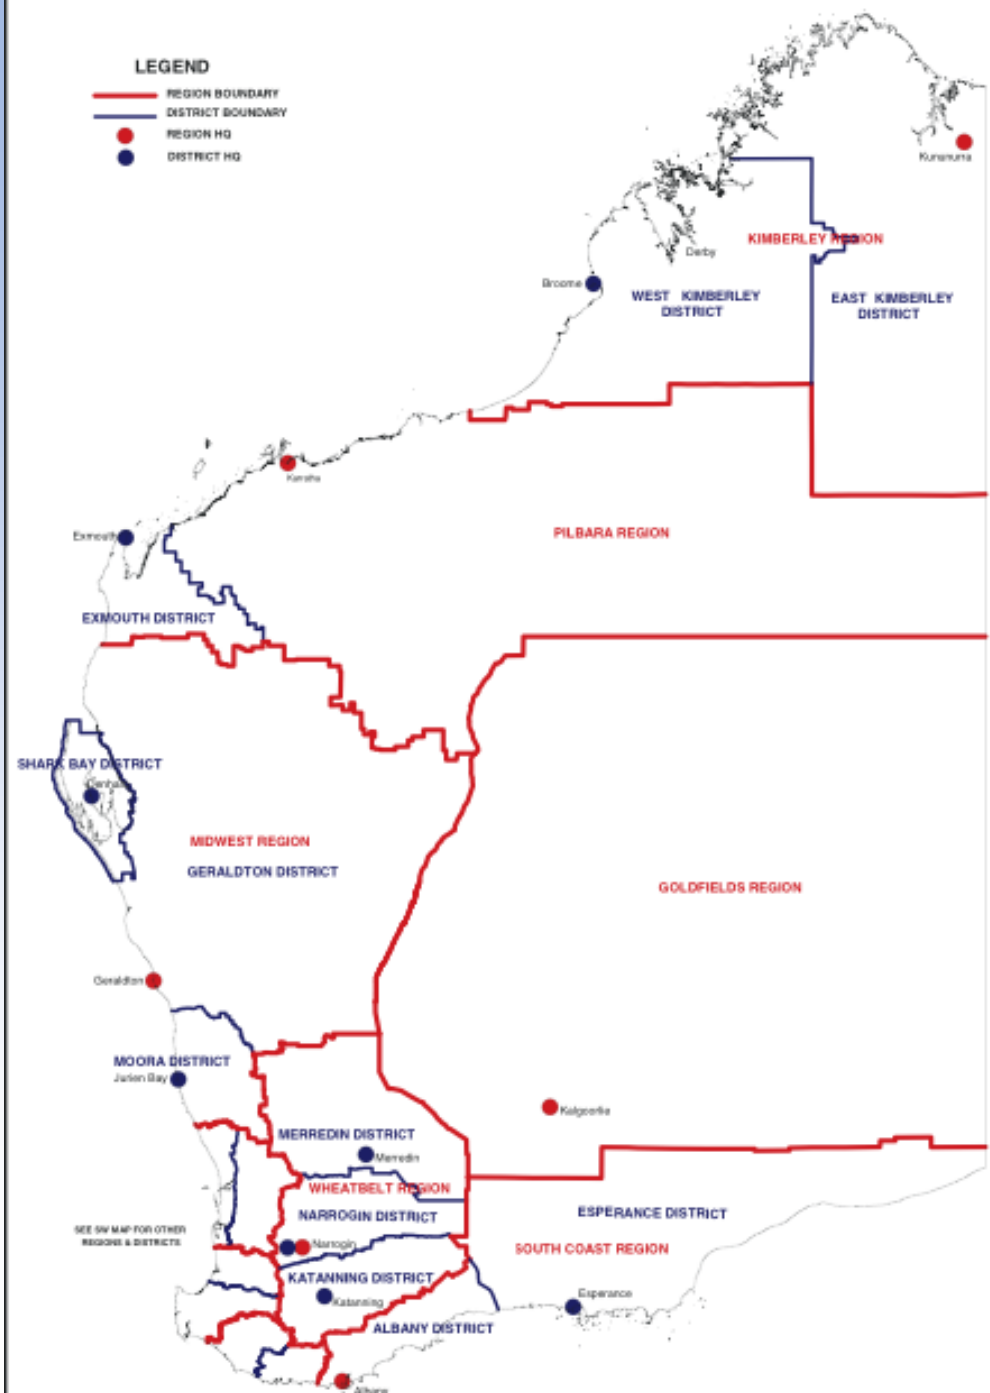 LEGEND
REGION BOUNDARY
DISTRICT BOUNDARY
REGION HQ
DISTRICT HQ
Kununurra
KIMBERLEY REGION
Derby
Broome
WEST KIMBERLEY
DISTRICT
EAST KIMBERLEY
DISTRICT
Karratha
Exmouth
PILBARA REGION
EXMOUTH DISTRICT
SHARK BAY DISTRICT
Denham
MIDWEST REGION
GERALDTON DISTRICT
GOLDFIELDS REGION
Geraldton
MOORA DISTRICT
Jurien Bay
Kalgoorlie
MERREDIN DISTRICT
Merredin
WHEATBELT REGION
NARROGIN DISTRICT
ESPERANCE DISTRICT
SEE SW MAP FOR OTHER
REGIONS & DISTRICTS
Narrogin
SOUTH COAST REGION
KATANNING DISTRICT
Katanning
Esperance
ALBANY DISTRICT
Albany